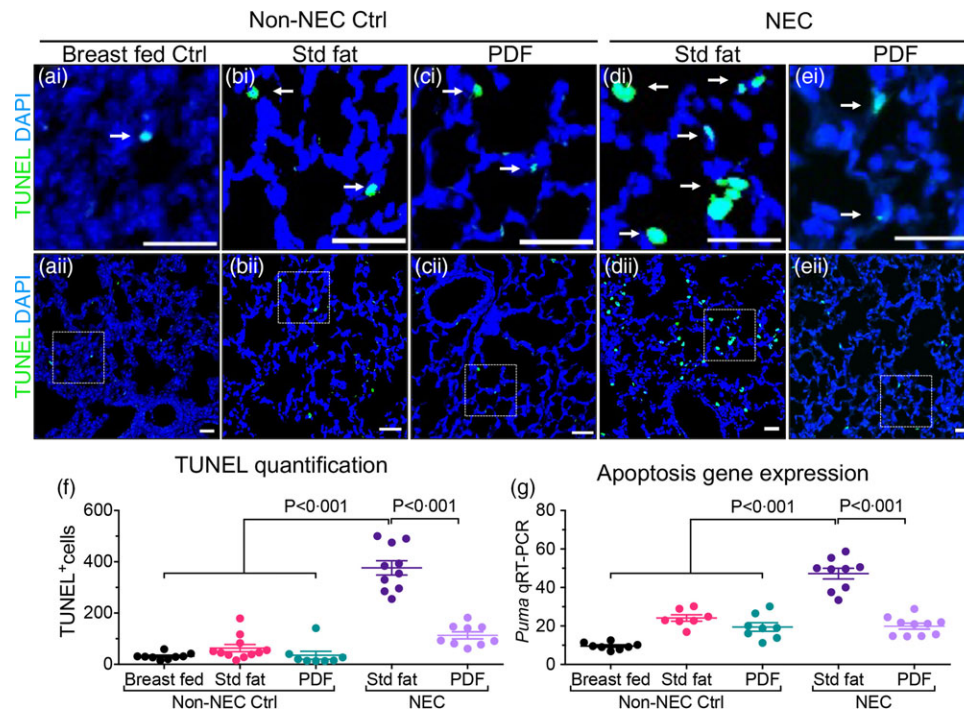 Non-NEC Ctrl NEC
Breast fed Ctrl Std fat PDF Std fat PDF
(ai) (bi) (ci) (di) (ei)
TUNEL DAPI
(aii) (bii) (cii) (dii) (eii)
TUNEL DAPI
TUNEL quantification
(f)
P<0·001 P<0·001
600
400
200
0
TUNEL+cells
Breast fed Std fat PDF Std fat PDF
Non-NEC Ctrl NEC
Apoptosis gene expression
(g)
P<0·001 P<0·001
80
60
40
20
0
Puma qRT-PCR
Breast fed Std fat PDF Std fat PDF
Non-NEC Ctrl NEC